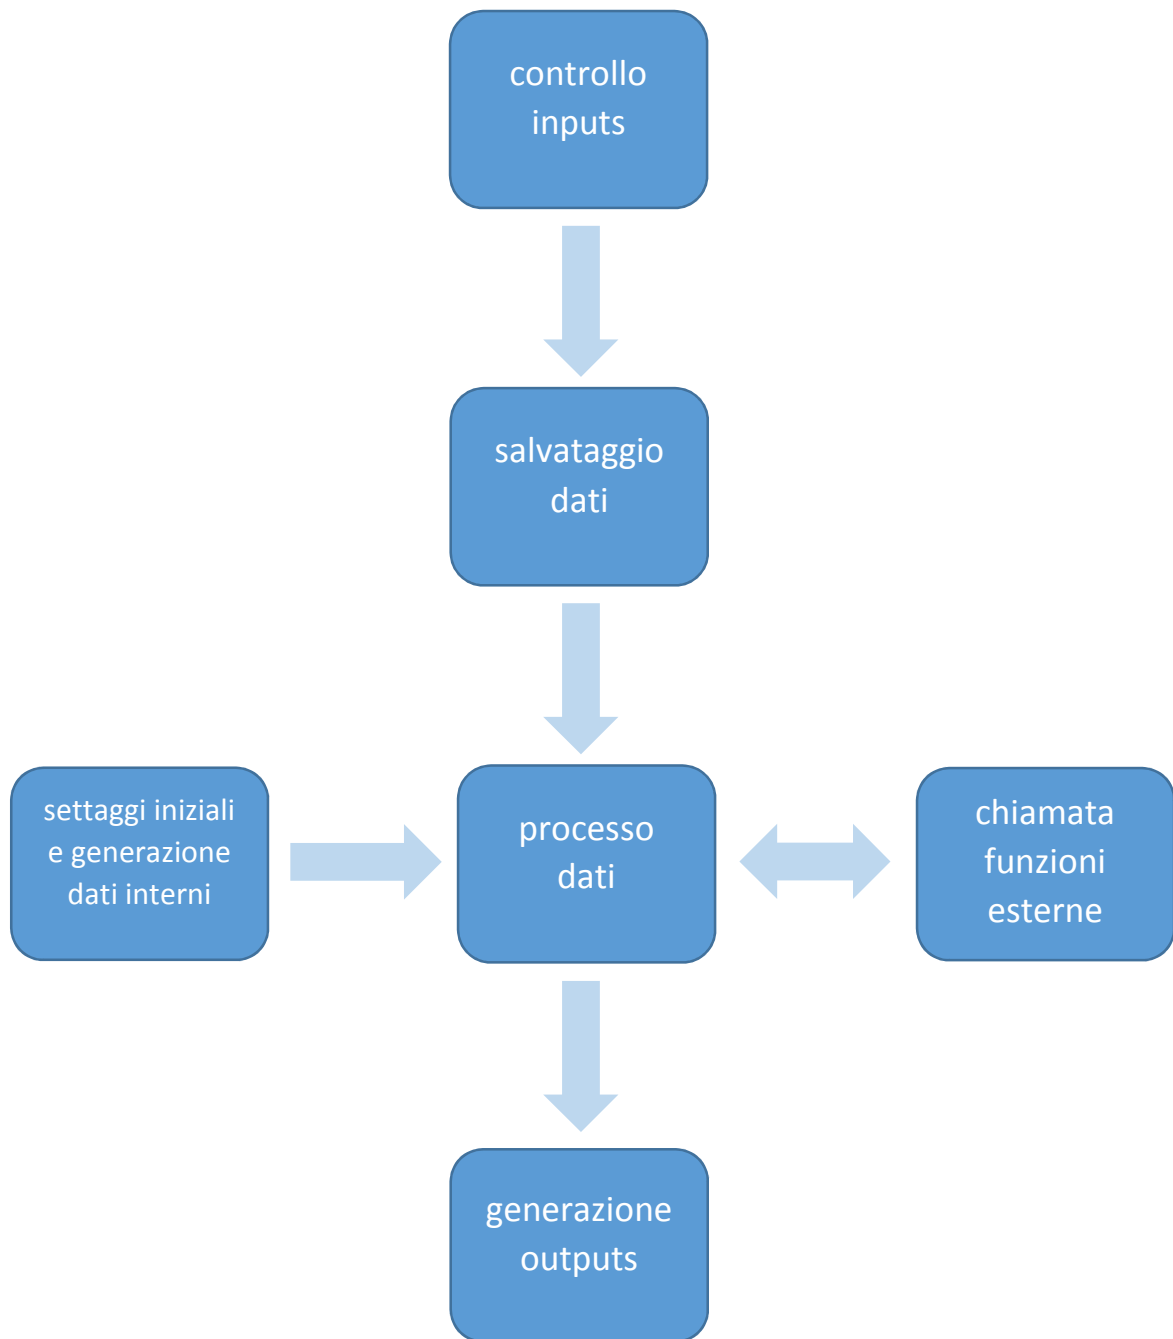 controllo
inputs
salvataggio
dati
settaggi iniziali
e generazione
dati interni
processo
dati
chiamata
funzioni
esterne
generazione
outputs